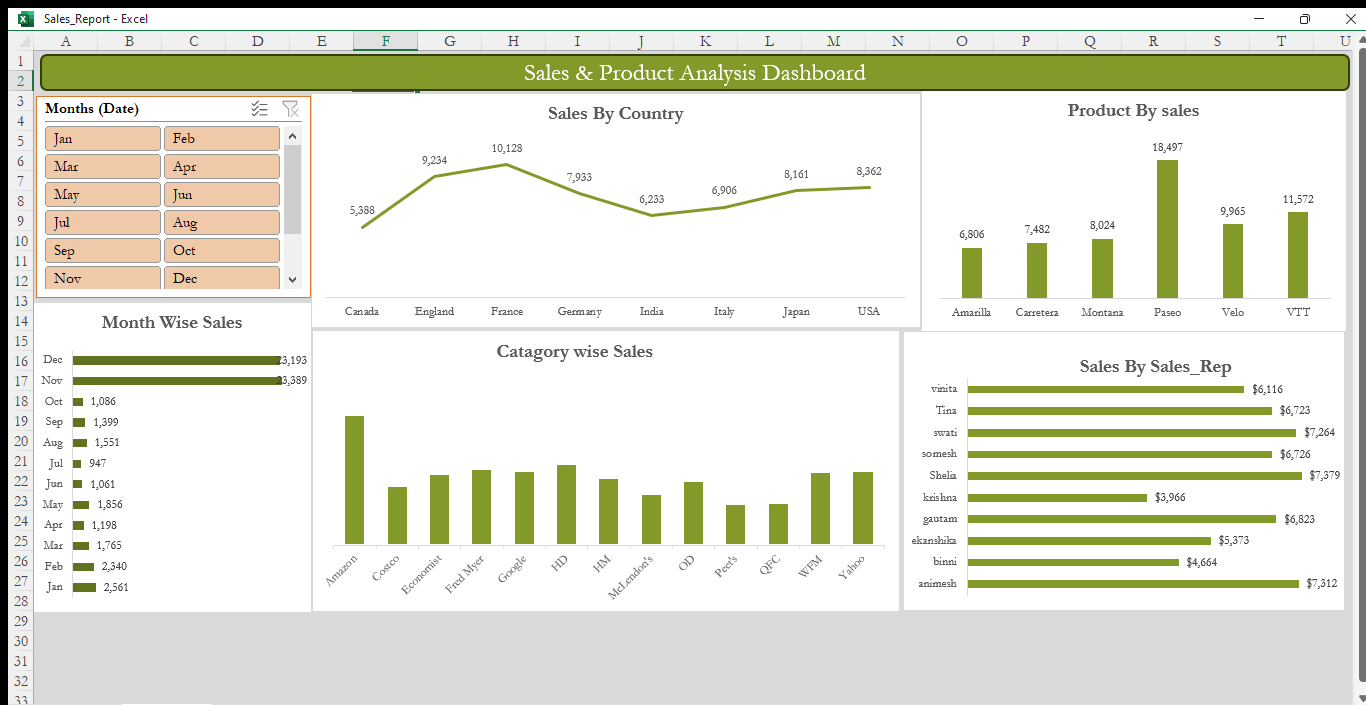 Sales_Report - Excel
A B C D E F G H I J K L M N O P Q R S T U
1
2
3
4
5
6
7
8
9
10
11
12
13
14
15
16
17
18
19
20
21
22
23
24
25
26
27
28
29
30
31
32
33
Sales & Product Analysis Dashboard
Months (Date)
Jan Feb
Mar Apr
May Jun
Jul Aug
Sep Oct
Nov Dec
Sales By Country
5,388 9,234 10,128 7,933 6,233 6,906 8,161 8,362
Canada England France Germany India Italy Japan USA
Product By sales
6,806 7,482 8,024 18,497 9,965 11,572
Amarilla Carretera Montana Paseo Velo VTT
Month Wise Sales
Dec 23,193
Nov 23,389
Oct 1,086
Sep 1,399
Aug 1,551
Jul 947
Jun 1,061
May 1,856
Apr 1,198
Mar 1,765
Feb 2,340
Jan 2,561
Catagory wise Sales
Amazon Costco Economist Fred Myer Google HD HM McLendon's OD Peet's QFC WFM Yahoo
Sales By Sales_Rep
vinita $6,116
Tina $6,723
swati $7,264
somesh $6,726
Shelia $7,379
krishna $3,966
gautam $6,823
ekanshika $5,373
binni $4,664
animesh $7,312